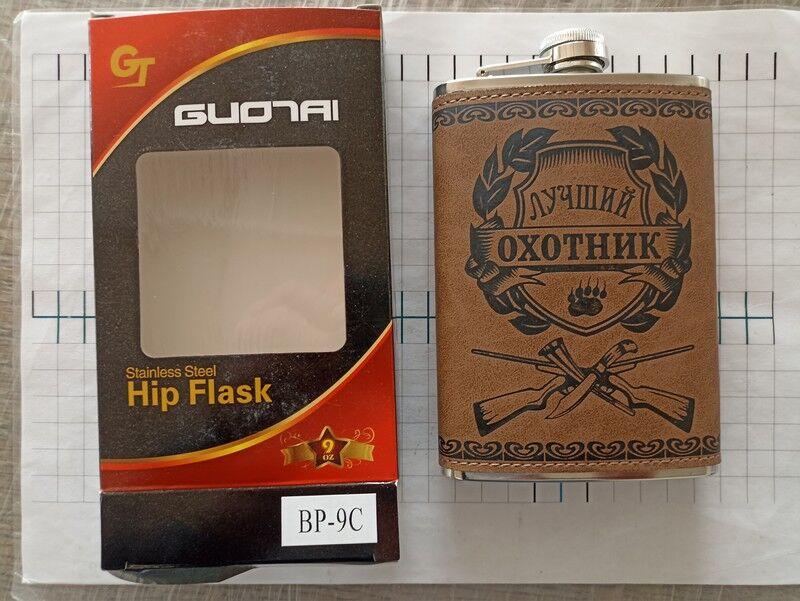 GT
GUOTAI
Stainless Steel
Hip Flask
9
OZ
BP-9C
ЛУЧШИЙ
ОХОТНИК